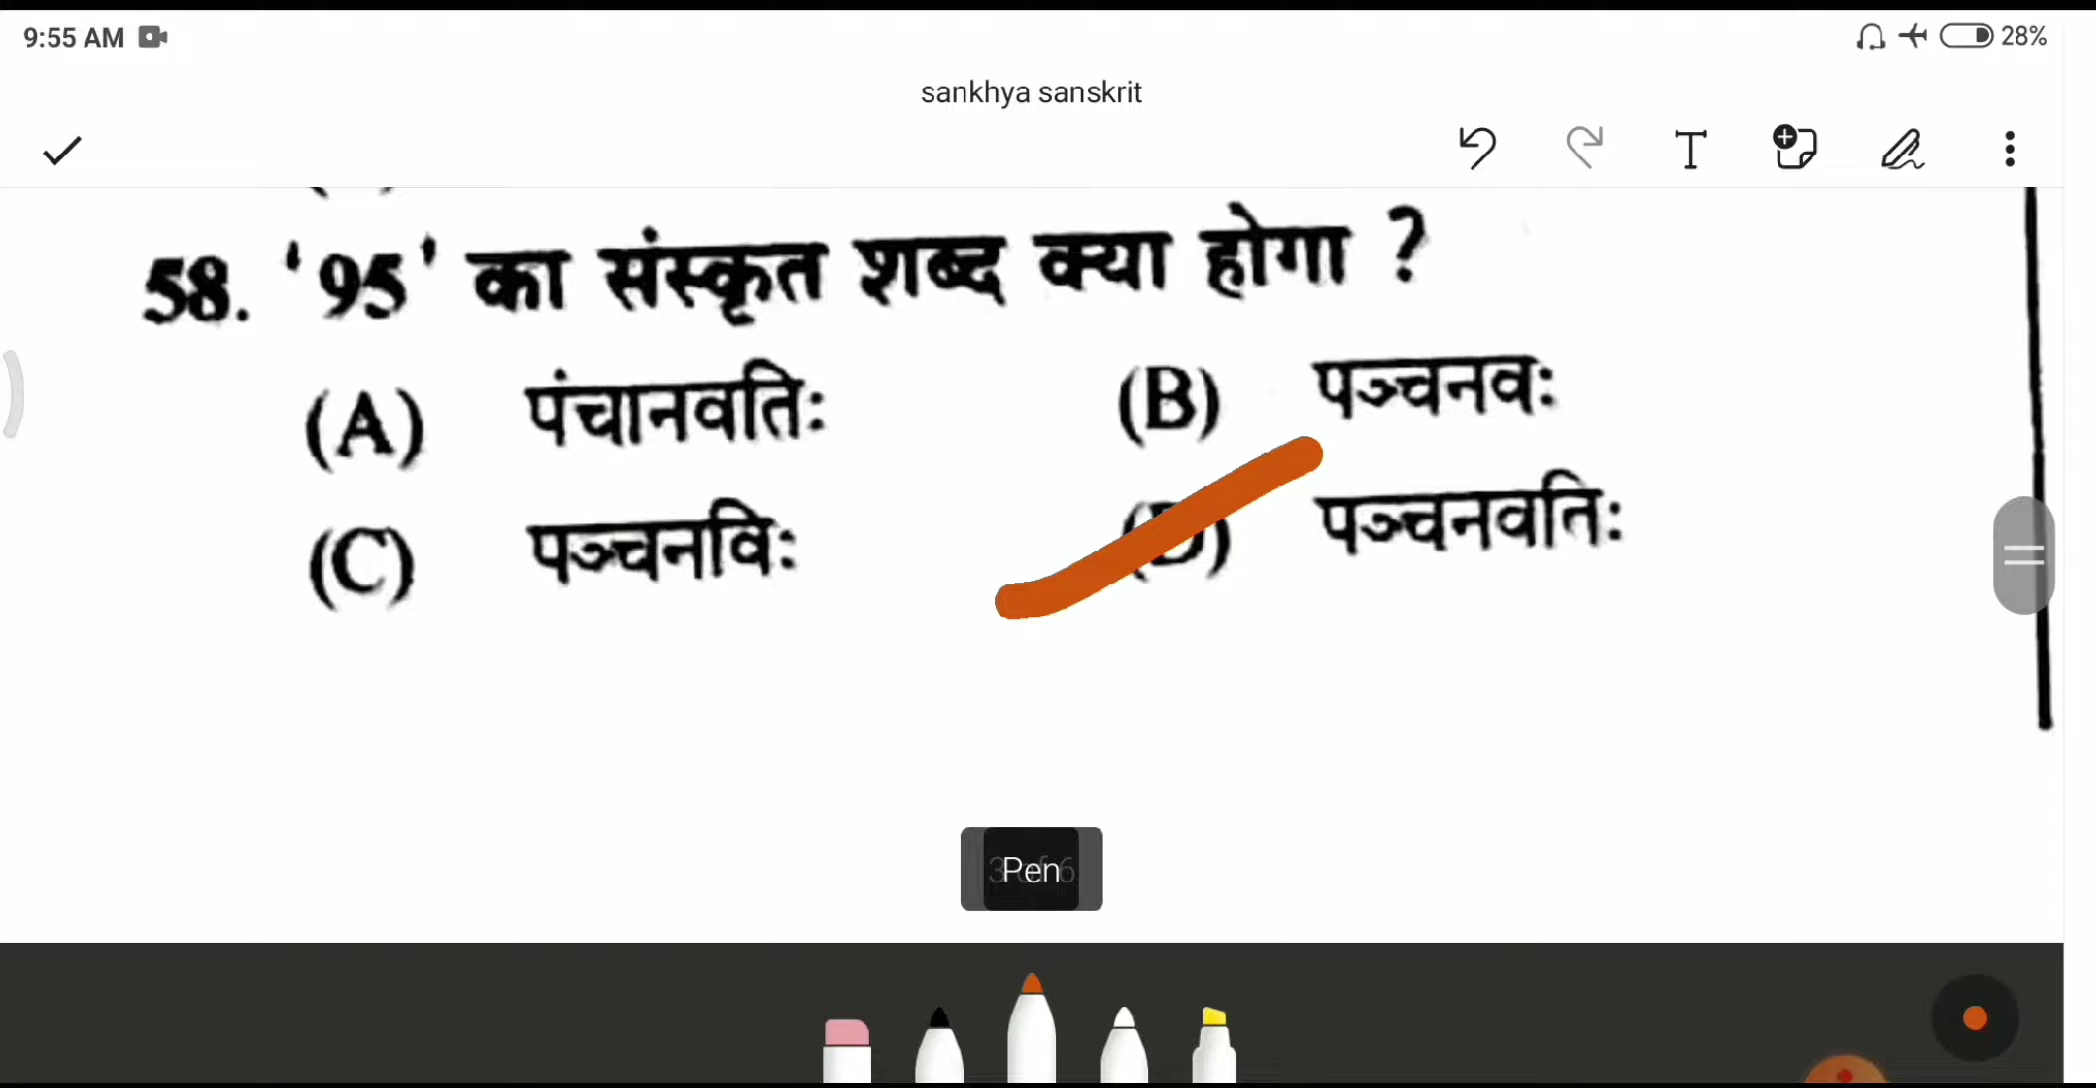 9:55 AM 28%
sankhya sanskrit
58. '95' का संस्कृत शब्द क्या होगा ?
(A) पंचानवतिः (B) पञ्चनवः
(C) पञ्चनविः (D) पञ्चनवतिः
Pen